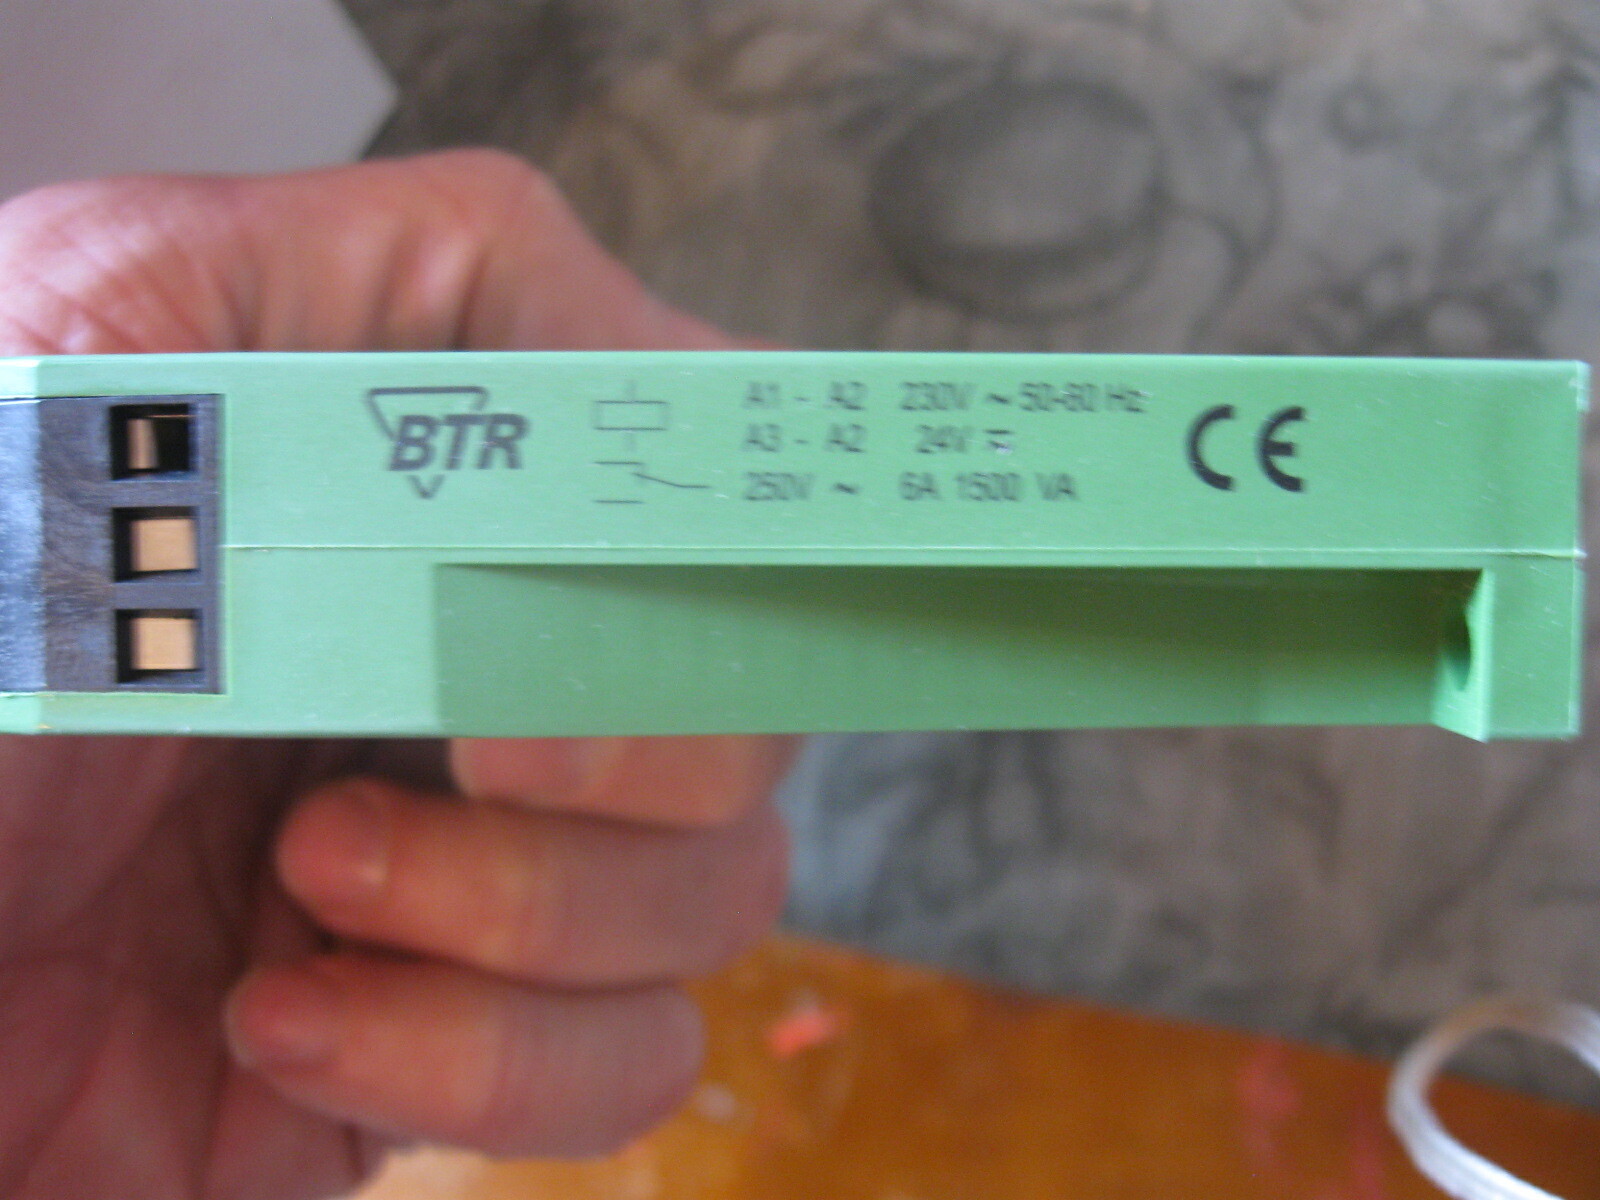 BTR
A1 - A2 230V ~ 50-60 Hz
A3 - A2 24V ⎓
250V ~ 6A 1500 VA
CE